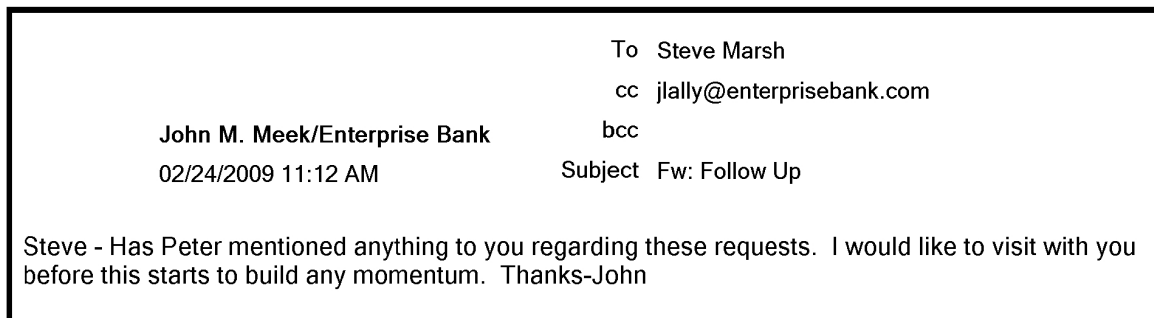 To Steve Marsh
cc jlally@enterprisebank.com
John M. Meek/Enterprise Bank bcc
02/24/2009 11:12 AM Subject Fw: Follow Up
Steve - Has Peter mentioned anything to you regarding these requests.  I would like to visit with you
before this starts to build any momentum.  Thanks-John